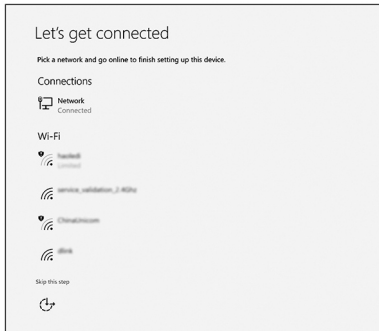 Let's get connected
Pick a network and go online to finish setting up this device.
Connections
Network
Connected
Wi-Fi
Limited
service_validation_2.4Ghz
ChinaUnicom
dlink
Skip this step